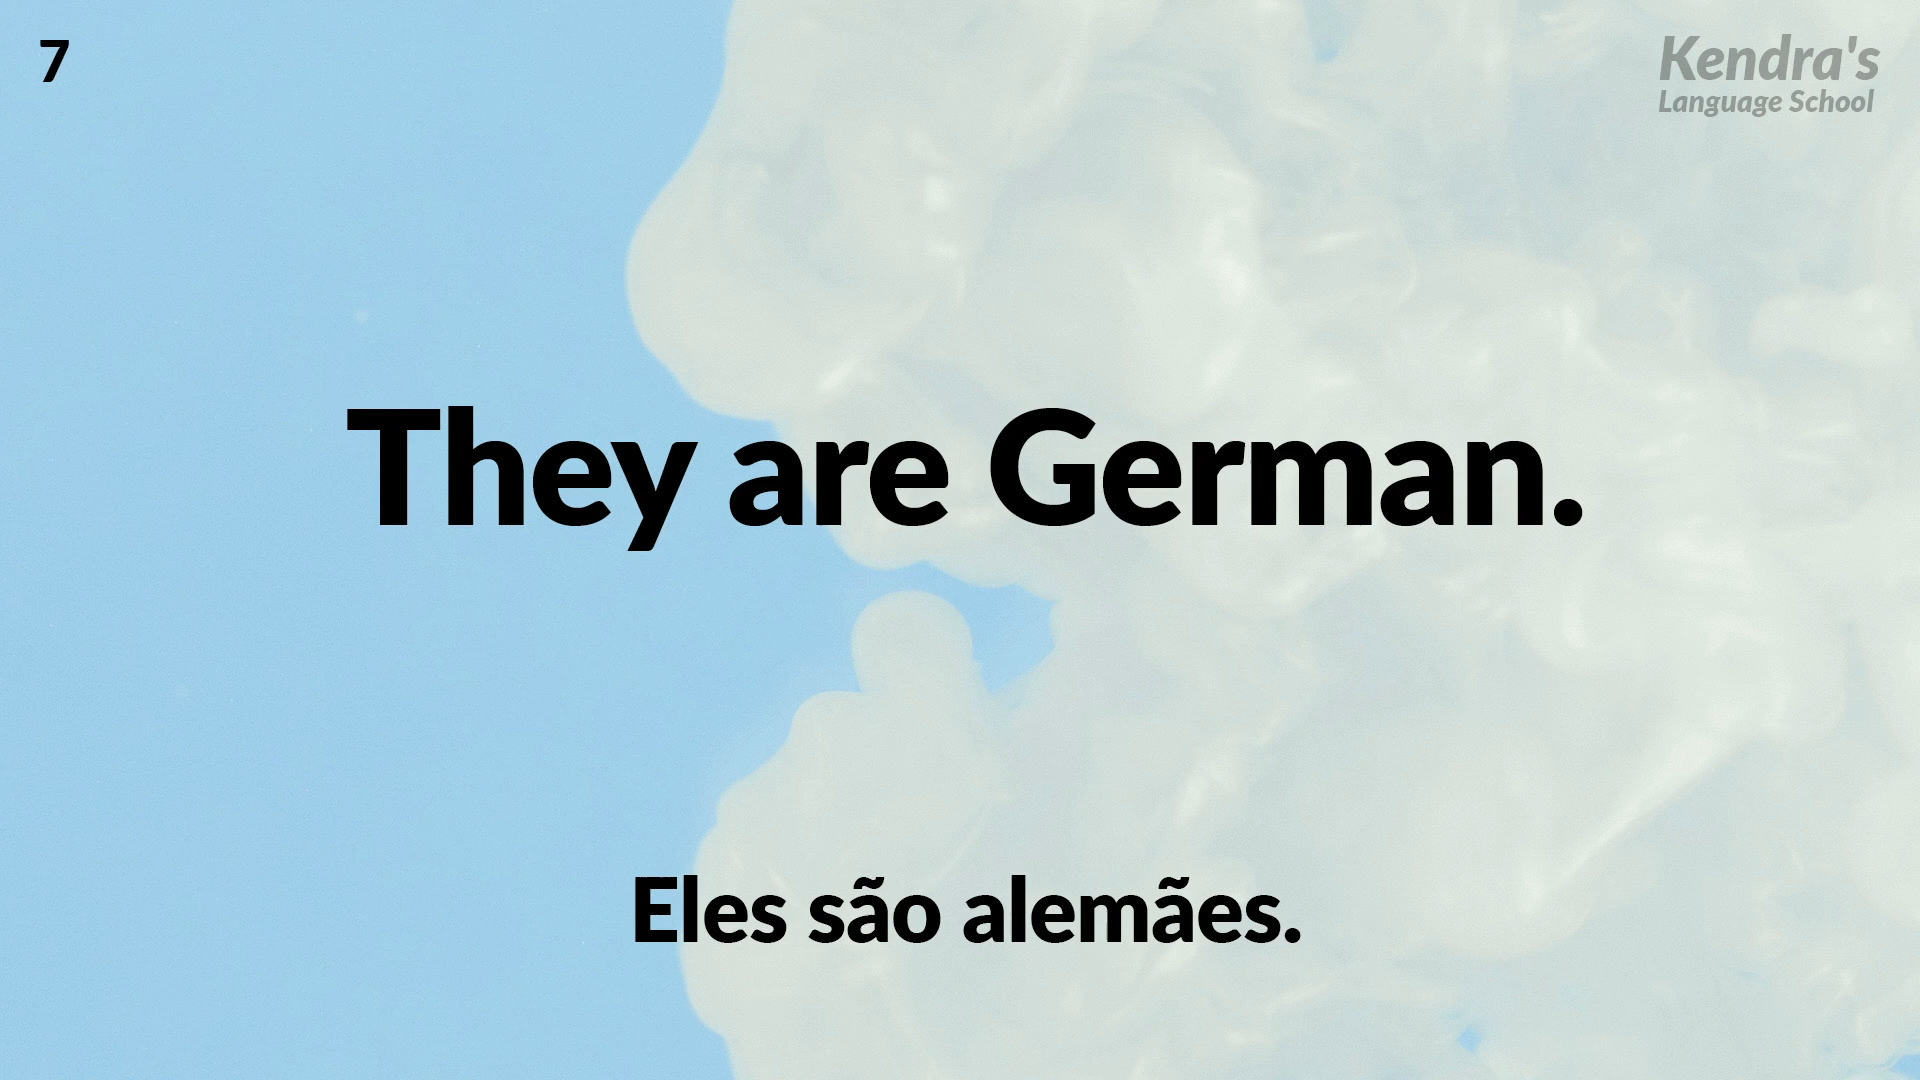 7
Kendra's
Language School
They are German.
Eles são alemães.